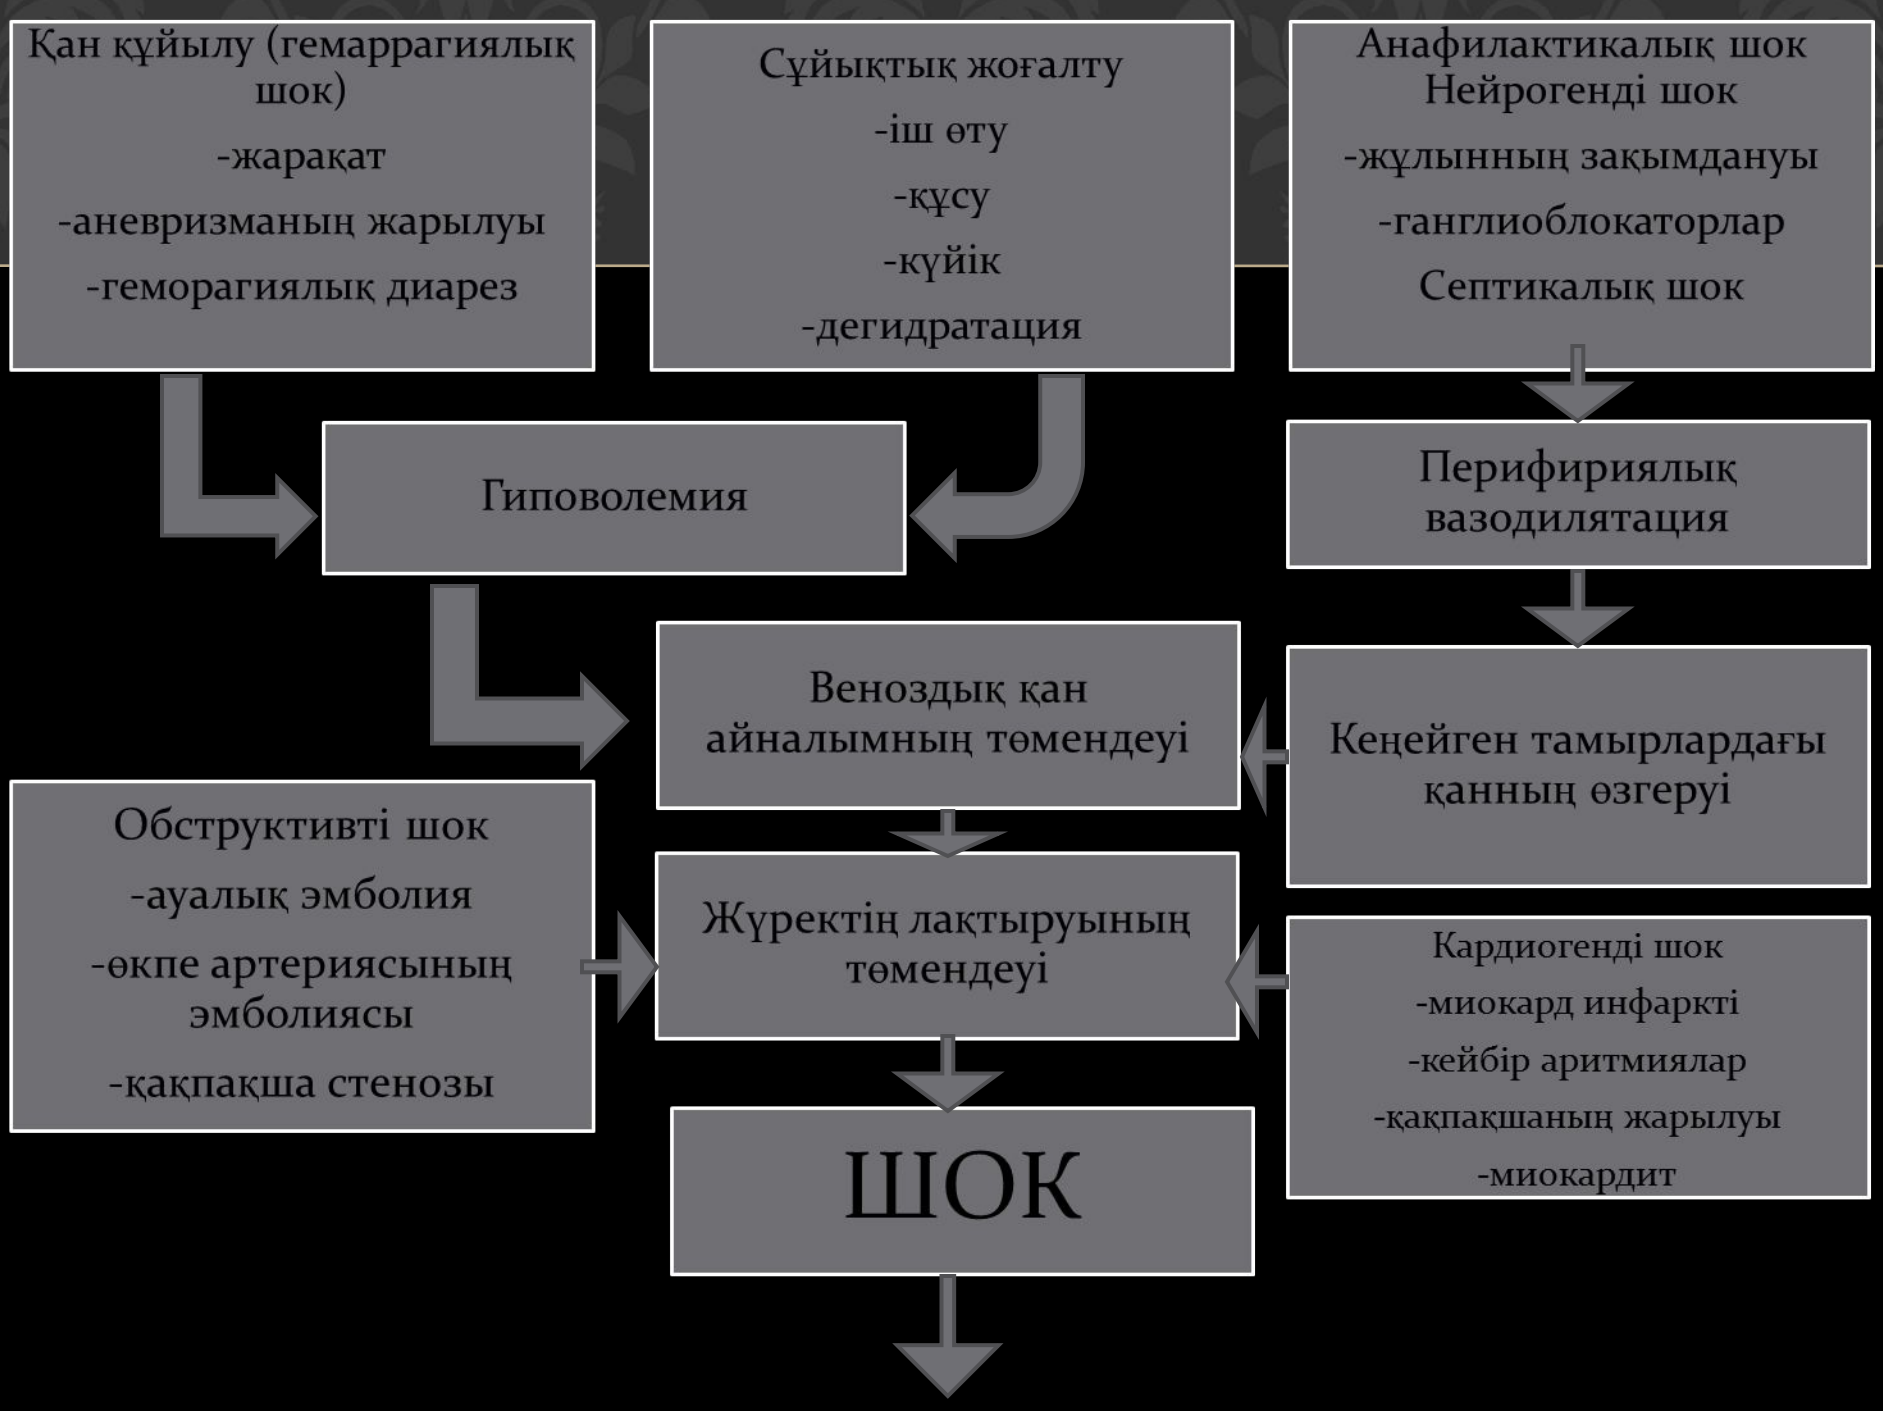 Қан құйылу (гемаррагиялық
шок)
-жарақат
-аневризманың жарылуы
-геморагиялық диарез
Сұйықтық жоғалту
-іш өту
-құсу
-күйік
-дегидратация
Анафилактикалық шок
Нейрогенді шок
-жұлынның зақымдануы
-ганглиоблокаторлар
Септикалық шок
Гиповолемия
Перифириялық
вазодилятация
Веноздық қан
айналымның төмендеуі
Кеңейген тамырлардағы
қанның өзгеруі
Обструктивті шок
-ауалық эмболия
-өкпе артериясының
эмболиясы
-қақпақша стенозы
Жүректің лақтыруының
төмендеуі
Кардиогенді шок
-миокард инфаркті
-кейбір аритмиялар
-қақпақшаның жарылуы
-миокардит
ШОК